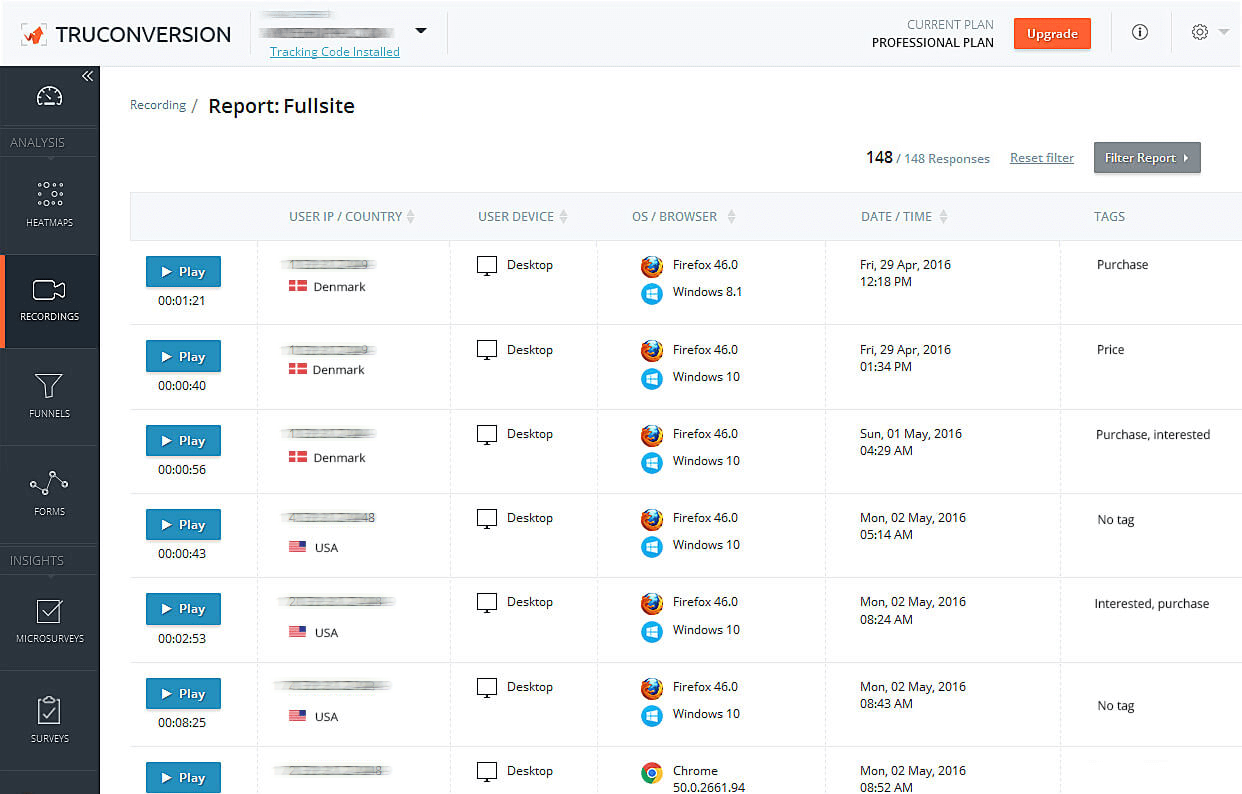 TRUCONVERSION
Tracking Code Installed
CURRENT PLAN
PROFESSIONAL PLAN
Upgrade
Recording / Report: Fullsite
148 / 148 Responses
Reset filter
Filter Report
ANALYSIS
HEATMAPS
RECORDINGS
FUNNELS
FORMS
INSIGHTS
MICROSURVEYS
SURVEYS
USER IP / COUNTRY USER DEVICE OS / BROWSER DATE / TIME TAGS
Play Desktop Firefox 46.0 Fri, 29 Apr, 2016 Purchase
00:01:21 Denmark Windows 8.1 12:18 PM
Play Desktop Firefox 46.0 Fri, 29 Apr, 2016 Price
00:00:40 Denmark Windows 10 01:34 PM
Play Desktop Firefox 46.0 Sun, 01 May, 2016 Purchase, interested
00:00:56 Denmark Windows 10 04:29 AM
Play Desktop Firefox 46.0 Mon, 02 May, 2016 No tag
00:00:43 USA Windows 10 05:14 AM
Play Desktop Firefox 46.0 Mon, 02 May, 2016 Interested, purchase
00:02:53 USA Windows 10 08:24 AM
Play Desktop Firefox 46.0 Mon, 02 May, 2016 No tag
00:08:25 USA Windows 10 08:43 AM
Play Desktop Chrome Mon, 02 May, 2016
50.0.2661.94 08:52 AM